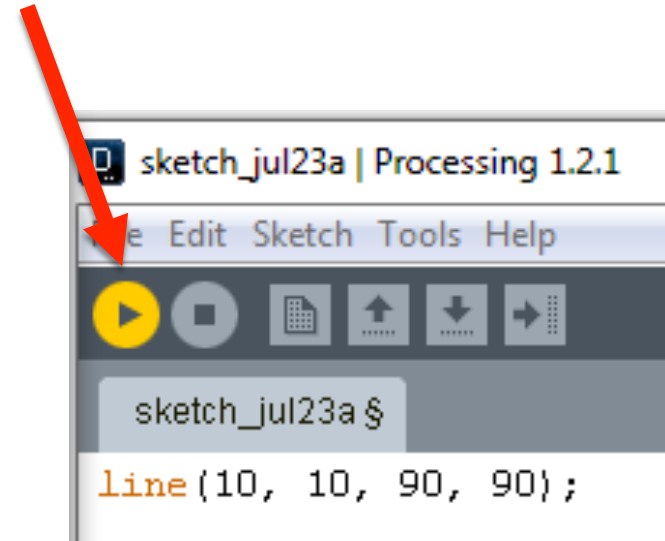 sketch_jul23a | Processing 1.2.1
Edit Sketch Tools Help
sketch_jul23a §
line(10, 10, 90, 90);